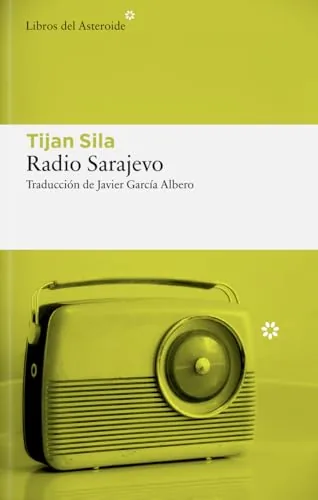 Libros del Asteroide
Tijan Sila
Radio Sarajevo
Traducción de Javier García Albero